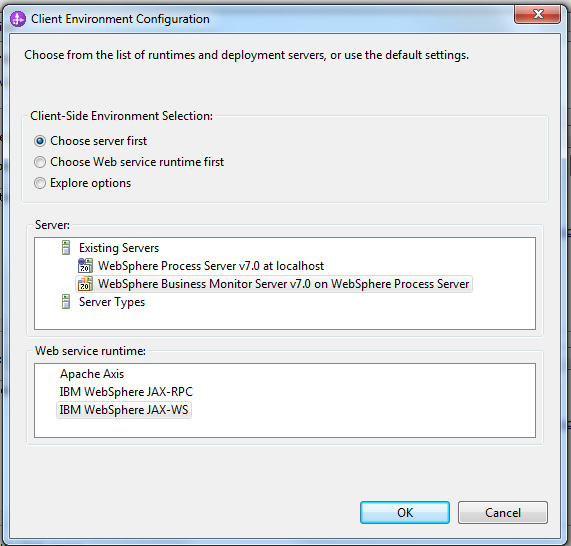 Client Environment Configuration
Choose from the list of runtimes and deployment servers, or use the default settings.
Client-Side Environment Selection:
Choose server first
Choose Web service runtime first
Explore options
Server:
Existing Servers
WebSphere Process Server v7.0 at localhost
WebSphere Business Monitor Server v7.0 on WebSphere Process Server
Server Types
Web service runtime:
Apache Axis
IBM WebSphere JAX-RPC
IBM WebSphere JAX-WS
OK Cancel